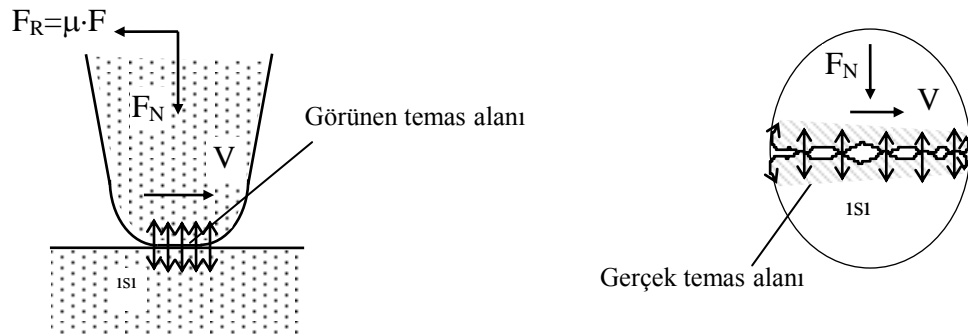 F_R=μ·F
F_N
Görünen temas alanı
V
ısı
F_N
V
ısı
Gerçek temas alanı